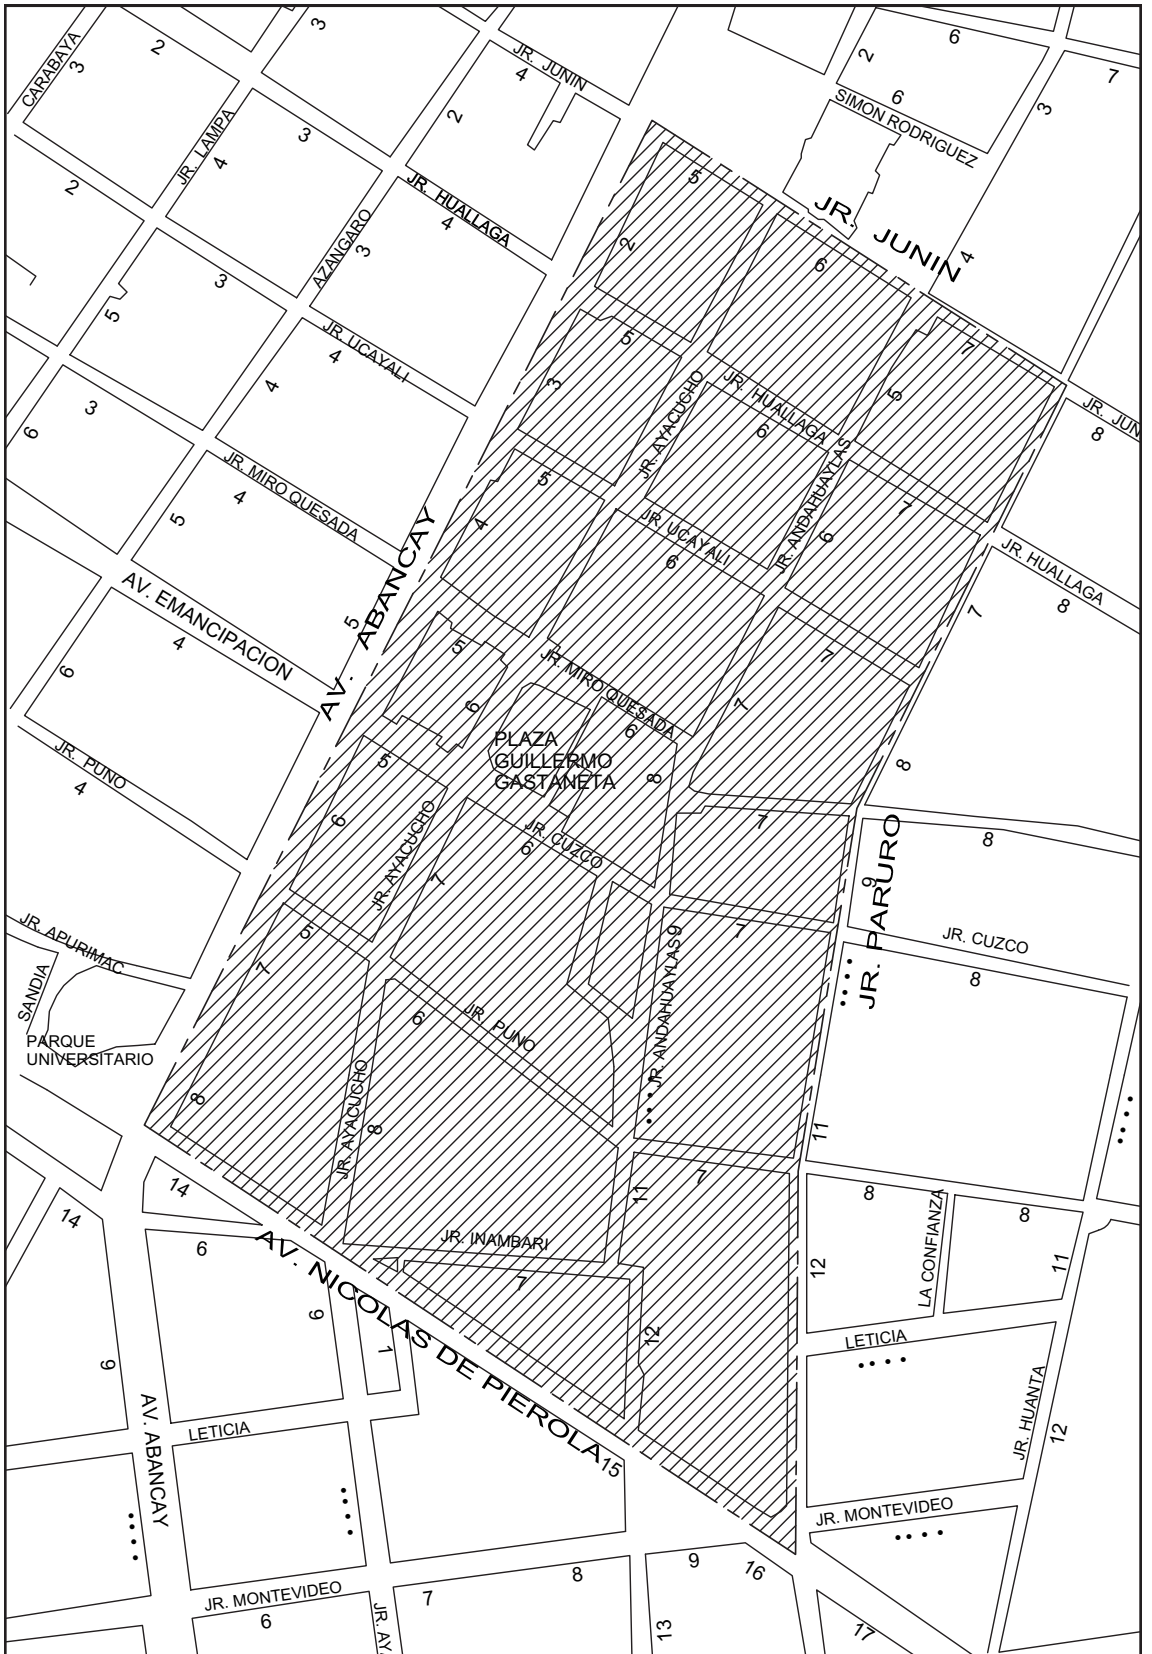 3
6
2
CARABAYA
3
2
JR. JUNIN
4
2
7
6
SIMON RODRIGUEZ
3
JR. LAMPA
4
3
2
5
2
JR. HUALLAGA
4
JR. JUNIN
4
AZANGARO
3
2
6
3
5
JR. UCAYALI
4
5
7
4
3
JR. AYACUCHO
JR. HUALLAGA
6
5
JR. JUN
8
3
6
JR. MIRO QUESADA
4
5
5
4
JR. ANDAHUAYLAS
6
7
JR. UCAYALI
6
JR. HUALLAGA
8
AV. ABANCAY
5
7
AV. EMANCIPACION
4
6
5
JR. MIRO QUESADA
6
7
7
6
PLAZA
GUILLERMO
GASTAÑETA
8
8
JR. PUNO
4
5
6
JR. AYACUCHO
7
JR. CUZCO
6
7
JR. PARURO
9
8
JR. APURIMAC
SANDIA
PARQUE
UNIVERSITARIO
5
7
JR. ANDAHUAYLAS
9
7
JR. CUZCO
8
6
JR. PUNO
8
JR. AYACUCHO
8
11
14
14
11
7
8
LA CONFIANZA
8
6
AV. NICOLAS DE PIEROLA
JR. INAMBARI
7
12
11
9
1
12
LETICIA
9
AV. ABANCAY
LETICIA
15
JR. HUANTA
12
JR. MONTEVIDEO
JR. MONTEVIDEO
6
7
8
9
16
JR. AY
13
17